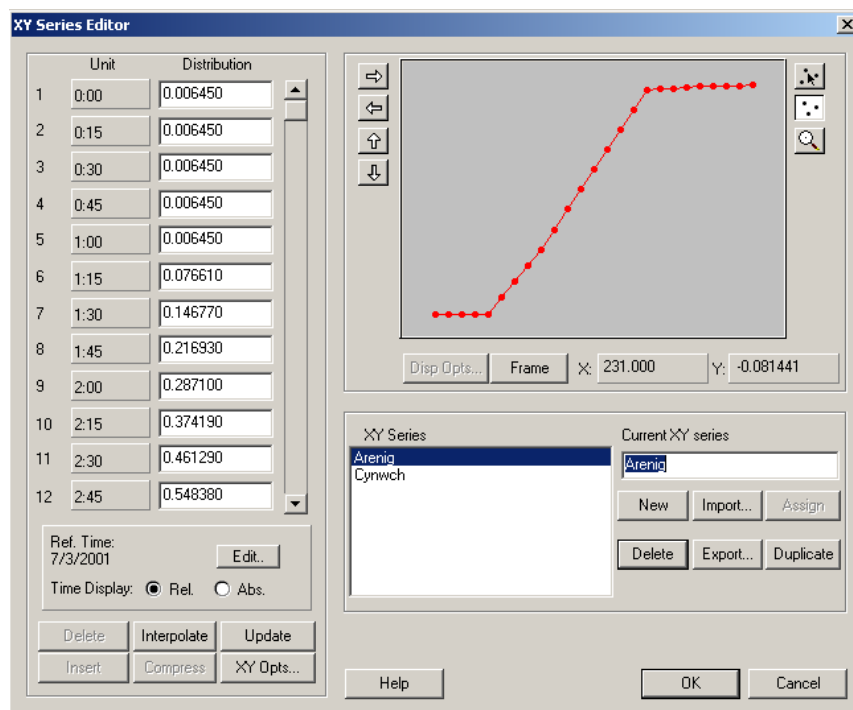 XY Series Editor
Unit Distribution
1 0:00 0.006450
2 0:15 0.006450
3 0:30 0.006450
4 0:45 0.006450
5 1:00 0.006450
6 1:15 0.076610
7 1:30 0.146770
8 1:45 0.216930
9 2:00 0.287100
10 2:15 0.374190
11 2:30 0.461290
12 2:45 0.548380
Ref. Time:
7/3/2001 Edit..
Time Display: Rel. Abs.
Delete Interpolate Update
Insert Compress XY Opts...
Disp Opts... Frame X: 231.000 Y: -0.081441
XY Series
Arenig
Cynwch
Current XY series
Arenig
New Import... Assign
Delete Export... Duplicate
Help OK Cancel